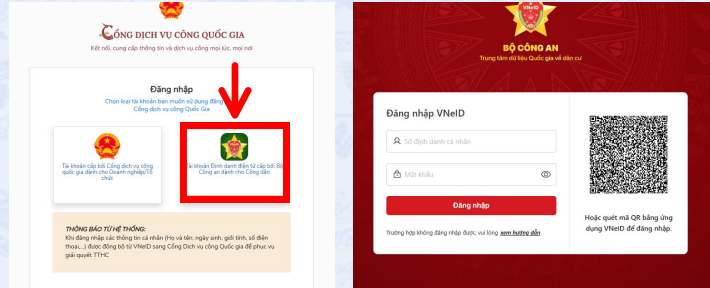 CỔNG DỊCH VỤ CÔNG QUỐC GIA
Kết nối, cung cấp thông tin và dịch vụ công mọi lúc, mọi nơi
Đăng nhập
Chọn loại tài khoản bạn muốn sử dụng đăng
Cổng dịch vụ công Quốc Gia
Tài khoản cấp bởi Cổng dịch vụ công
quốc gia dành cho Doanh nghiệp/Tổ
chức
Tài khoản Định danh điện tử cấp bởi Bộ
Công an dành cho Công dân
THÔNG BÁO TỪ HỆ THỐNG:
Khi đăng nhập các thông tin cá nhân (Họ và tên, ngày sinh, giới tính, số điện
thoại,...) được đồng bộ từ VNeID sang Cổng Dịch vụ công quốc gia để phục vụ
giải quyết TTHC
VNeID
BỘ CÔNG AN
Trung tâm dữ liệu Quốc gia về dân cư
Đăng nhập VNeID
Số định danh cá nhân
Mật khẩu
Đăng nhập
Trường hợp không đăng nhập được, vui lòng xem hướng dẫn
Hoặc quét mã QR bằng ứng
dụng VNeID để đăng nhập.